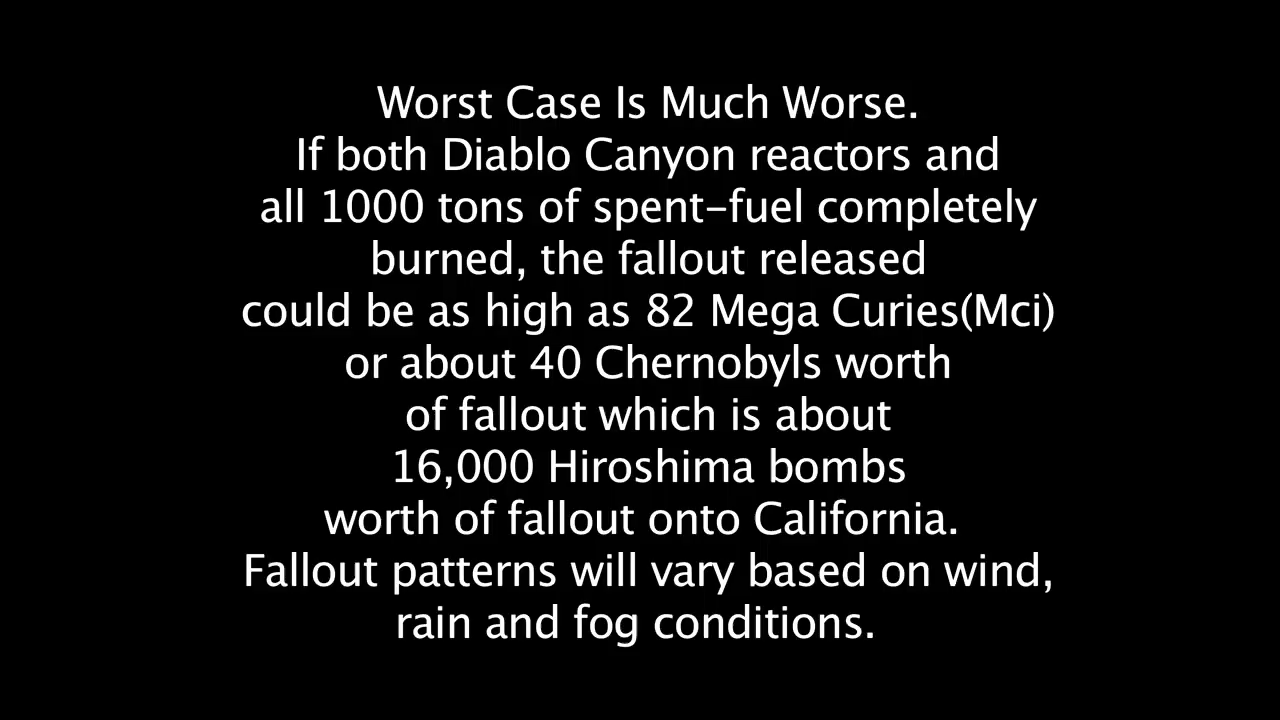 Worst Case Is Much Worse.
If both Diablo Canyon reactors and
all 1000 tons of spent-fuel completely
burned, the fallout released
could be as high as 82 Mega Curies(Mci)
or about 40 Chernobyls worth
of fallout which is about
16,000 Hiroshima bombs
worth of fallout onto California.
Fallout patterns will vary based on wind,
rain and fog conditions.